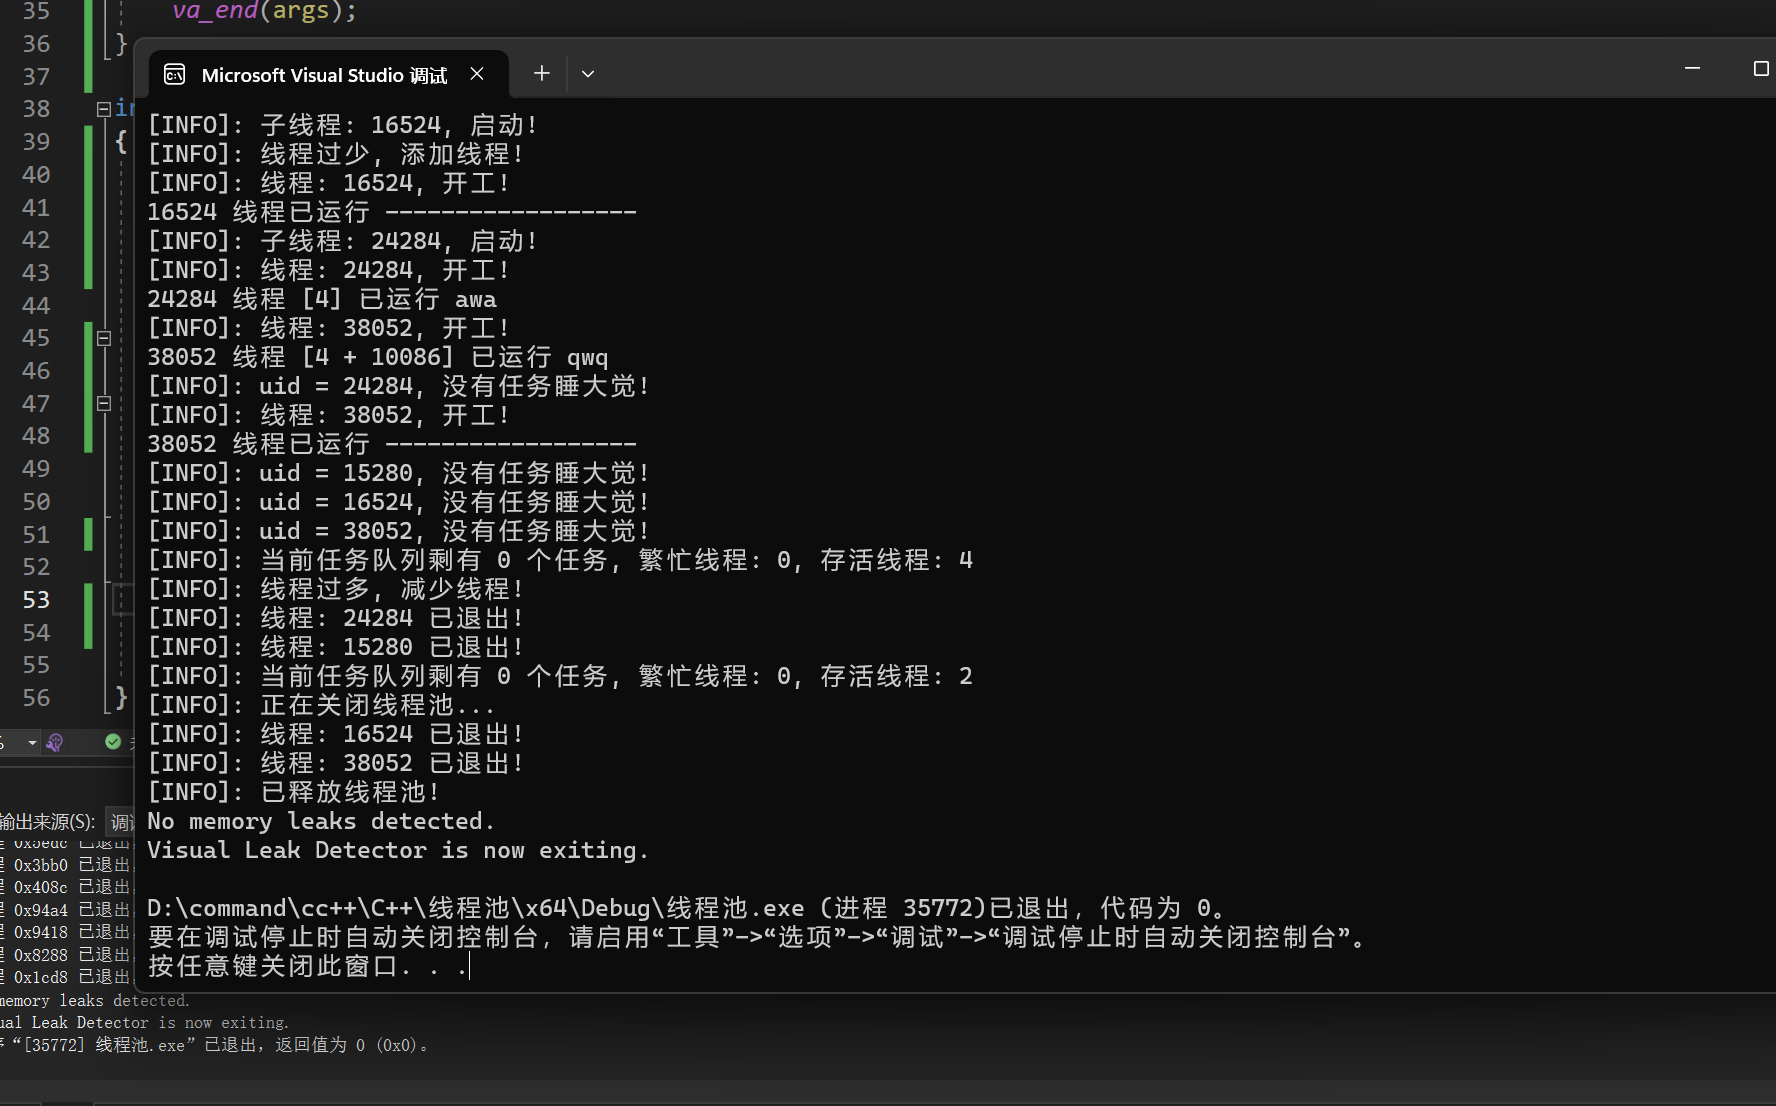 35 va_end(args);
36 }
37
38
39 {
40
41
42
43
44
45
46
47
48
49
50
51
52
53
54
55
56 }
Microsoft Visual Studio 调试
[INFO]: 子线程: 16524, 启动!
[INFO]: 线程过少, 添加线程!
[INFO]: 线程: 16524, 开工!
16524 线程已运行 ------------------
[INFO]: 子线程: 24284, 启动!
[INFO]: 线程: 24284, 开工!
24284 线程 [4] 已运行 awa
[INFO]: 线程: 38052, 开工!
38052 线程 [4 + 10086] 已运行 qwq
[INFO]: uid = 24284, 没有任务睡大觉!
[INFO]: 线程: 38052, 开工!
38052 线程已运行 ------------------
[INFO]: uid = 15280, 没有任务睡大觉!
[INFO]: uid = 16524, 没有任务睡大觉!
[INFO]: uid = 38052, 没有任务睡大觉!
[INFO]: 当前任务队列剩有 0 个任务, 繁忙线程: 0, 存活线程: 4
[INFO]: 线程过多, 减少线程!
[INFO]: 线程: 24284 已退出!
[INFO]: 线程: 15280 已退出!
[INFO]: 当前任务队列剩有 0 个任务, 繁忙线程: 0, 存活线程: 2
[INFO]: 正在关闭线程池...
[INFO]: 线程: 16524 已退出!
[INFO]: 线程: 38052 已退出!
[INFO]: 已释放线程池!
No memory leaks detected.
Visual Leak Detector is now exiting.
D:\command\cc++\C++\线程池\x64\Debug\线程池.exe (进程 35772)已退出，代码为 0。
要在调试停止时自动关闭控制台，请启用“工具”->“选项”->“调试”->“调试停止时自动关闭控制台”。
按任意键关闭此窗口. . .
输出来源(S):
0x5edc 已退出
0x3bb0 已退出
0x408c 已退出
0x94a4 已退出
0x9418 已退出
0x8288 已退出
0x1cd8 已退出
memory leaks detected.
ual Leak Detector is now exiting.
“[35772] 线程池.exe”已退出，返回值为 0 (0x0)。